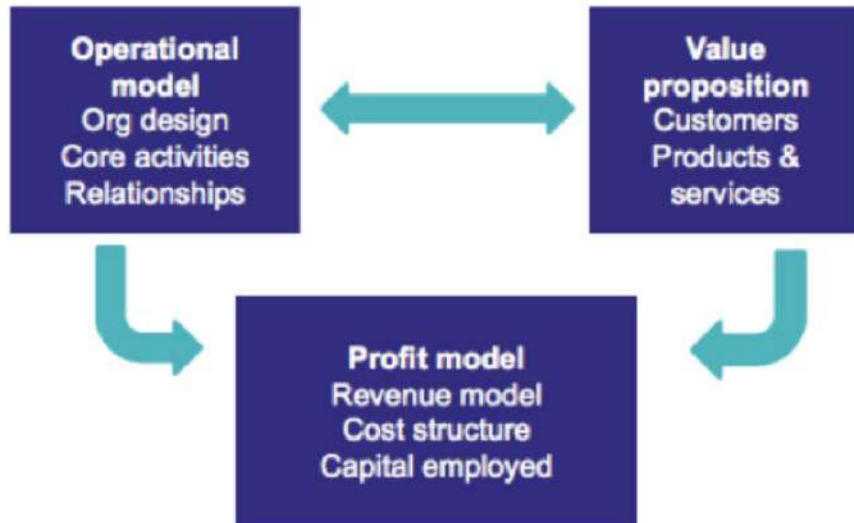 Operational
model
Org design
Core activities
Relationships
Value
proposition
Customers
Products &
services
Profit model
Revenue model
Cost structure
Capital employed